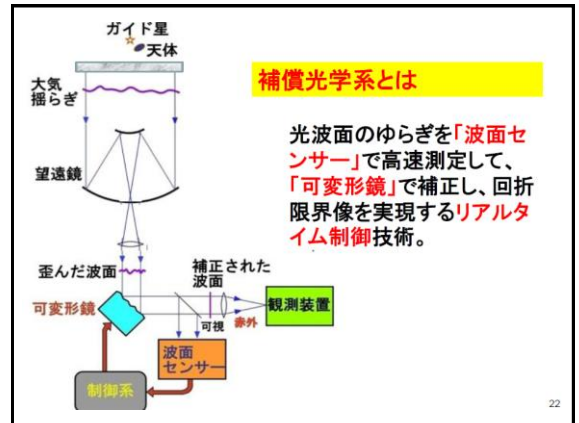 ガイド星
天体
大気
揺らぎ
望遠鏡
歪んだ波面
補正された
波面
可変形鏡
可視
赤外
観測装置
波面
センサー
制御系
補償光学系とは
光波面のゆらぎを「波面セ
ンサー」で高速測定して、
「可変形鏡」で補正し、回折
限界像を実現するリアルタ
イム制御技術。
22